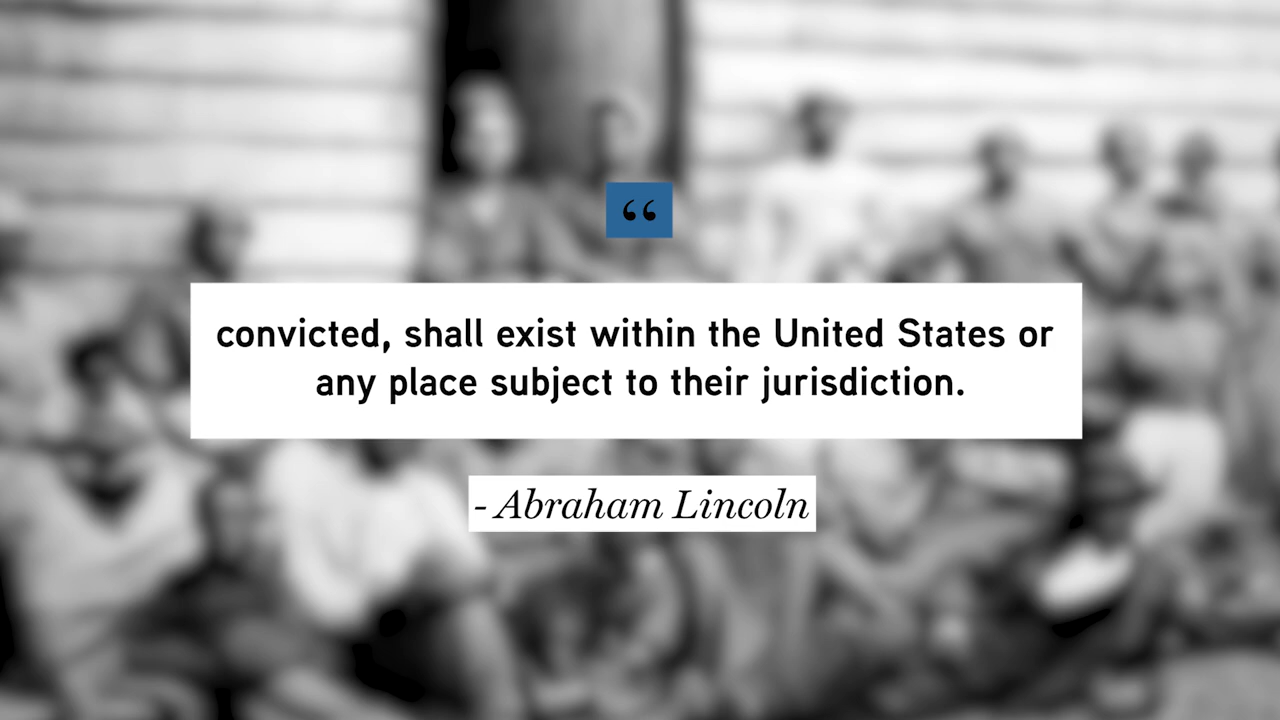 “
convicted, shall exist within the United States or
any place subject to their jurisdiction.
- Abraham Lincoln